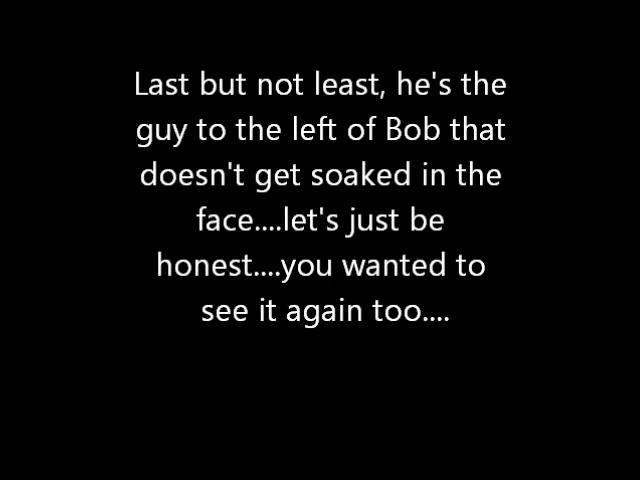 Last but not least, he's the
guy to the left of Bob that
doesn't get soaked in the
face....let's just be
honest....you wanted to
see it again too....